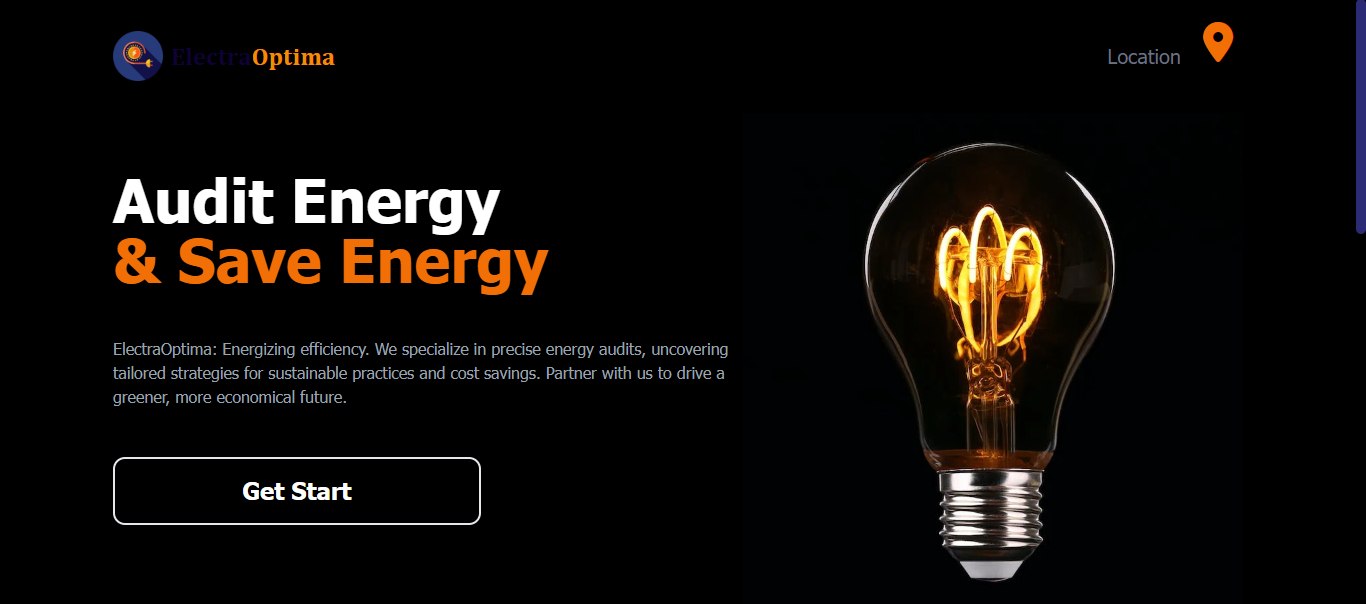 ElectraOptima
Location
Audit Energy
& Save Energy
ElectraOptima: Energizing efficiency. We specialize in precise energy audits, uncovering
tailored strategies for sustainable practices and cost savings. Partner with us to drive a
greener, more economical future.
Get Start